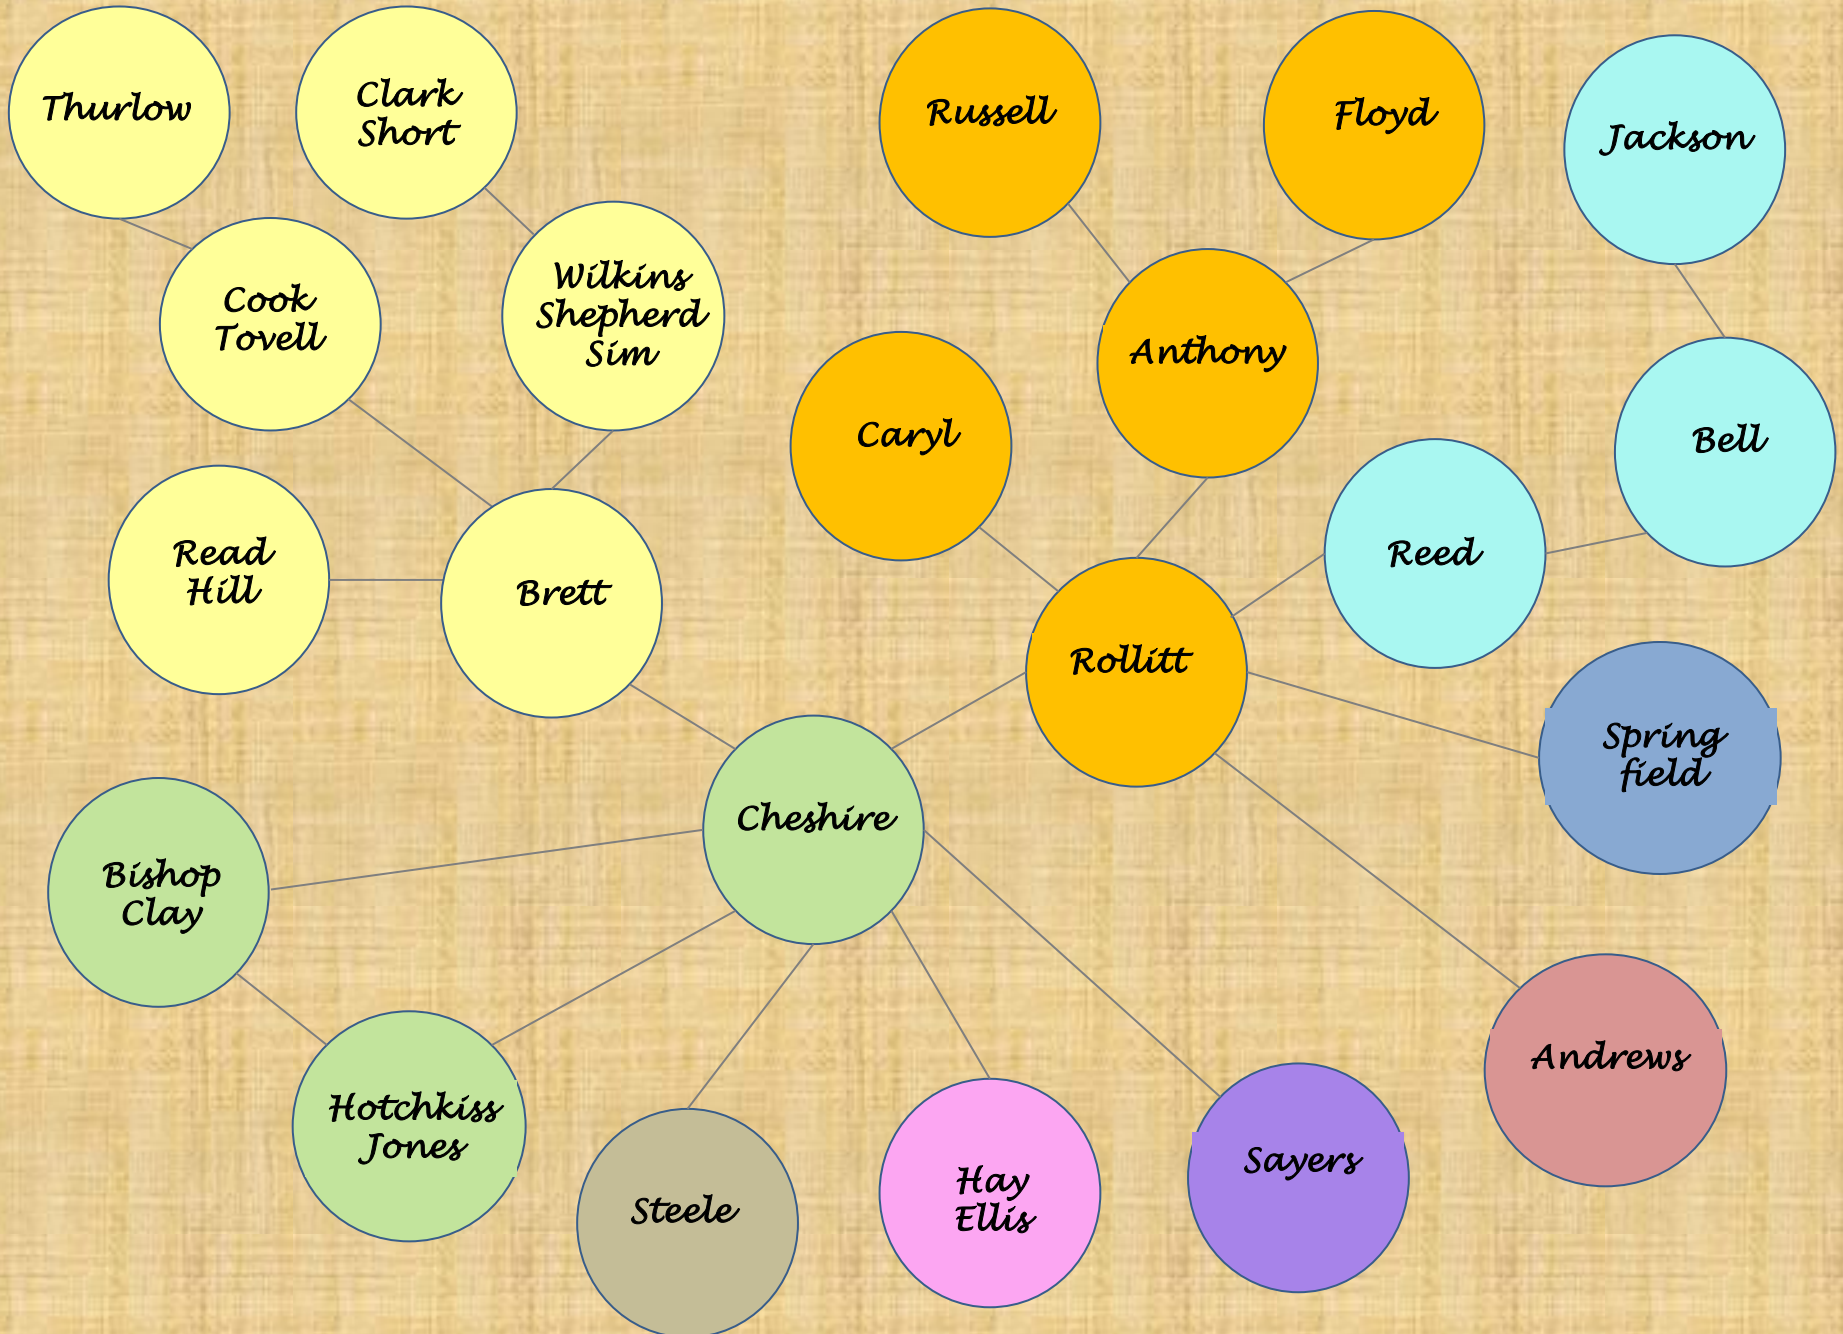 Thurlow
Clark
Short
Russell
Floyd
Jackson
Cook
Tovell
Wilkins
Shepherd
Sim
Anthony
Caryl
Bell
Read
Hill
Brett
Reed
Rollitt
Spring
field
Cheshire
Bishop
Clay
Hotchkiss
Jones
Steele
Hay
Ellis
Sayers
Andrews